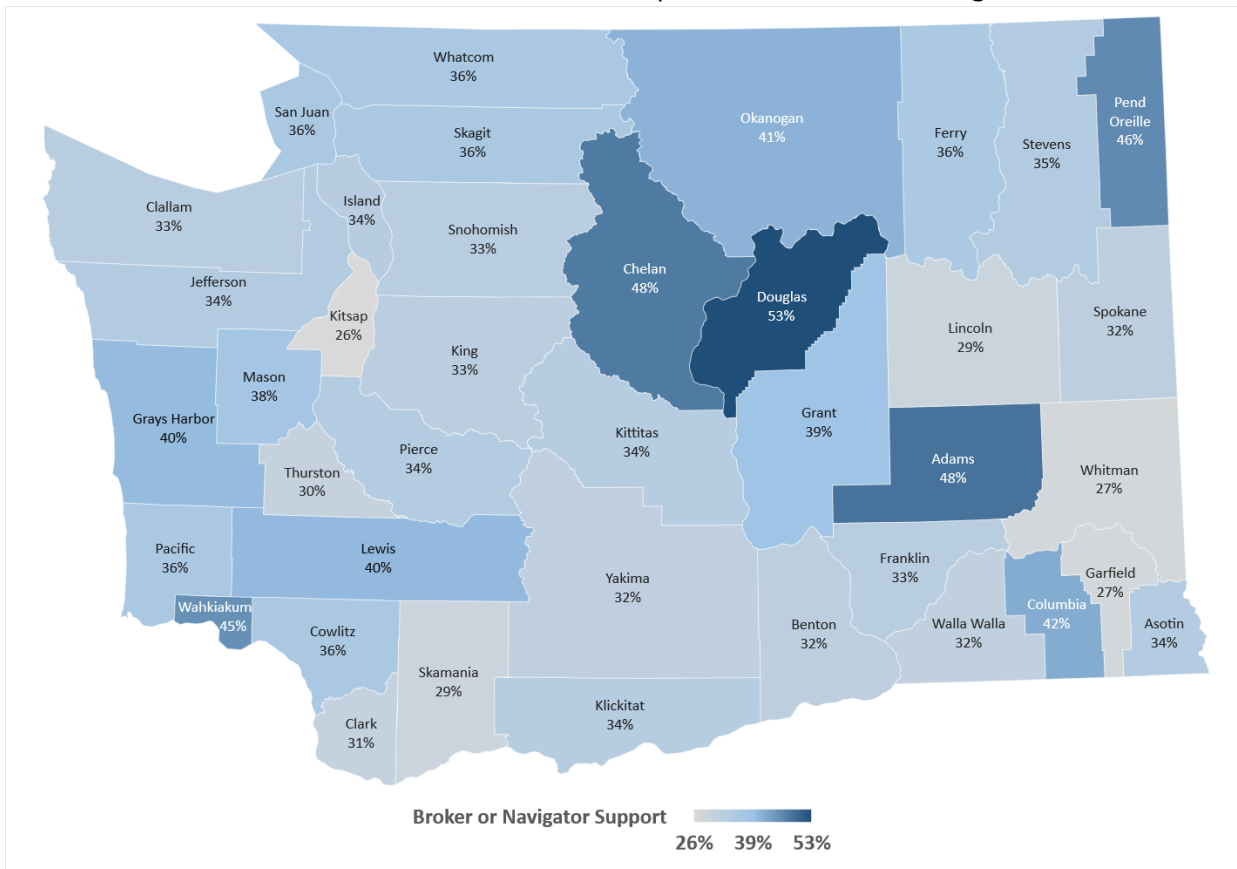 Whatcom
36%
San Juan
36%
Skagit
36%
Okanogan
41%
Ferry
36%
Stevens
35%
Pend
Oreille
46%
Clallam
33%
Island
34%
Snohomish
33%
Chelan
48%
Douglas
53%
Jefferson
34%
Kitsap
26%
King
33%
Lincoln
29%
Spokane
32%
Mason
38%
Grays Harbor
40%
Thurston
30%
Pierce
34%
Kittitas
34%
Grant
39%
Adams
48%
Whitman
27%
Pacific
36%
Lewis
40%
Yakima
32%
Franklin
33%
Garfield
27%
Wahkiakum
45%
Cowlitz
36%
Benton
32%
Walla Walla
32%
Columbia
42%
Asotin
34%
Skamania
29%
Klickitat
34%
Clark
31%
Broker or Navigator Support
26% 39% 53%